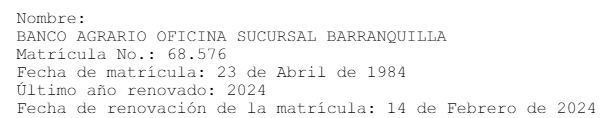 Nombre:
BANCO AGRARIO OFICINA SUCURSAL BARRANQUILLA
Matrícula No.: 68.576
Fecha de matrícula: 23 de Abril de 1984
Último año renovado: 2024
Fecha de renovación de la matrícula: 14 de Febrero de 2024